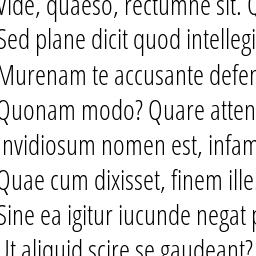 vide, quaeso, rectumne sit. Q
Sed plane dicit quod intellegi
Murenam te accusante defer
Quonam modo? Quare atten
Invidiosum nomen est, infam
Quae cum dixisset, finem ille
Sine ea igitur iucunde negat p
Ut aliquid scire se gaudeant?